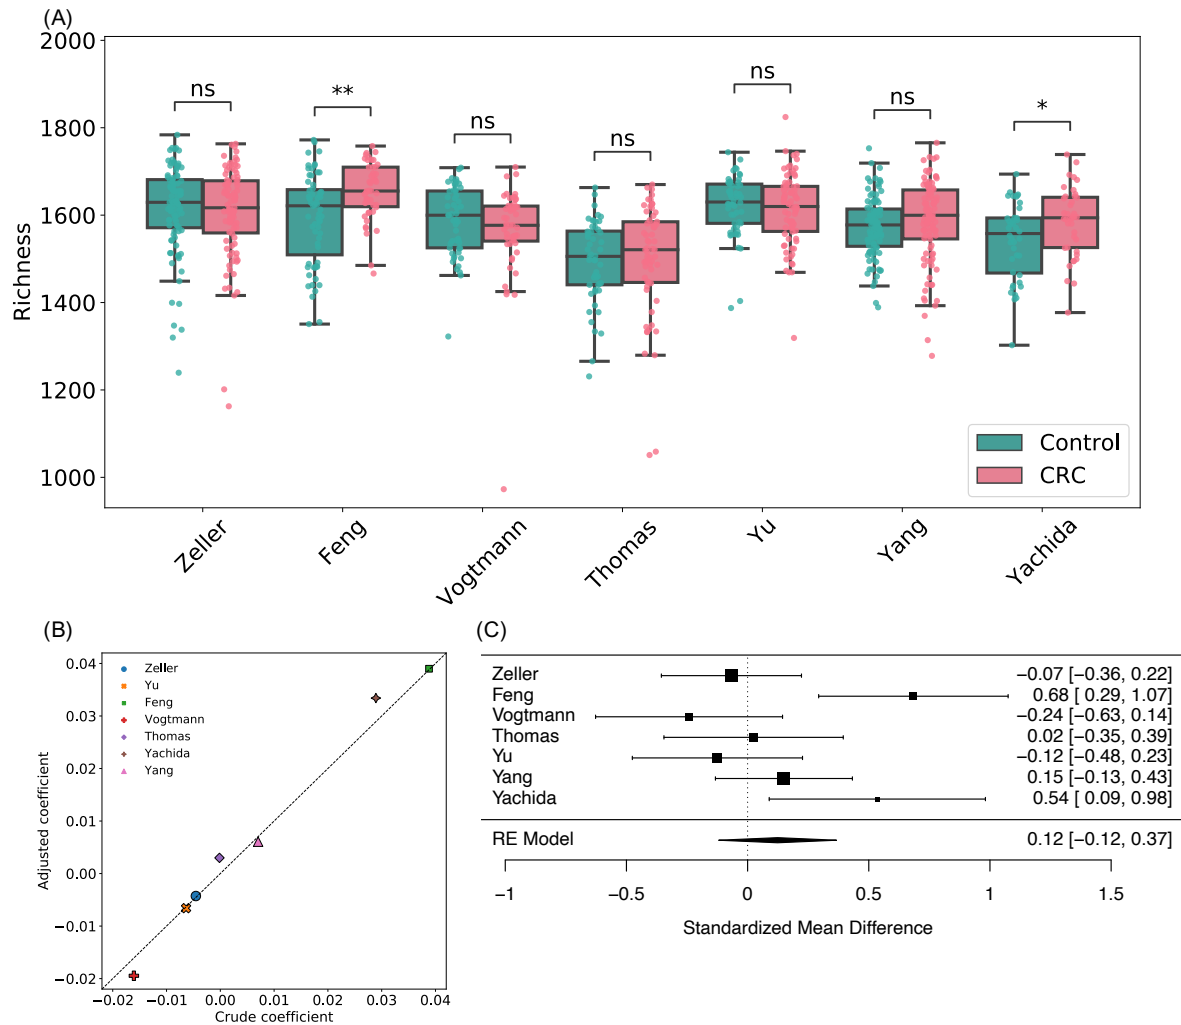 (A)
2000
1800
1600
1400
1200
1000
Richness
ns
**
ns
ns
ns
ns
*
Control
CRC
Zeller
Feng
Vogtmann
Thomas
Yu
Yang
Yachida
(B)
0.04
0.03
0.02
0.01
0.00
−0.01
−0.02
Adjusted coefficient
Zeller
Yu
Feng
Vogtmann
Thomas
Yachida
Yang
−0.02 −0.01 0.00 0.01 0.02 0.03 0.04
Crude coefficient
(C)
Zeller −0.07 [−0.36, 0.22]
Feng 0.68 [ 0.29, 1.07]
Vogtmann −0.24 [−0.63, 0.14]
Thomas 0.02 [−0.35, 0.39]
Yu −0.12 [−0.48, 0.23]
Yang 0.15 [−0.13, 0.43]
Yachida 0.54 [ 0.09, 0.98]
RE Model 0.12 [−0.12, 0.37]
−1 −0.5 0 0.5 1 1.5
Standardized Mean Difference